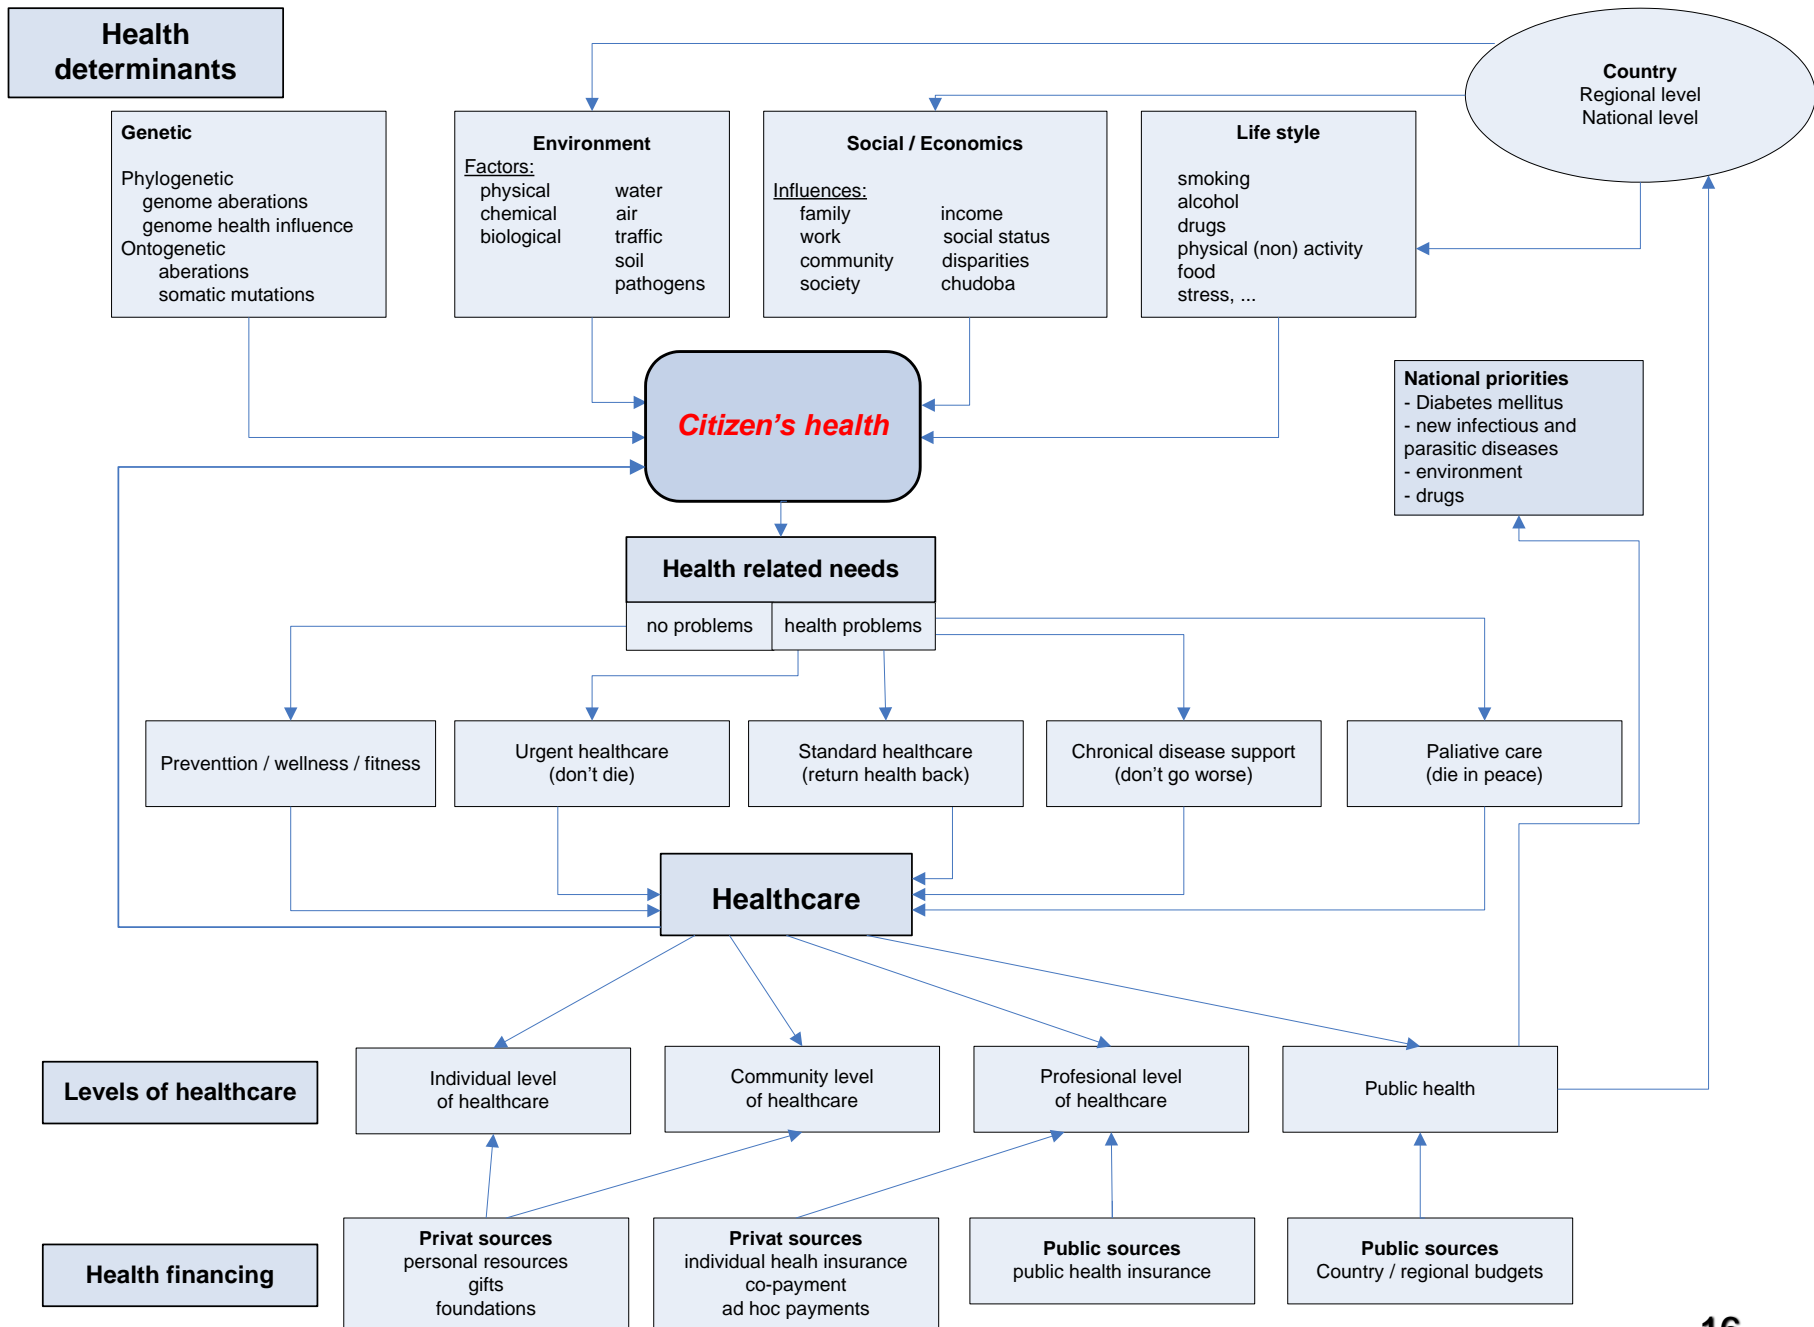 Health
determinants
Country
Regional level
National level
Genetic
Phylogenetic
genome aberations
genome health influence
Ontogenetic
aberations
somatic mutations
Environment
Factors:
physical water
chemical air
biological traffic
soil
pathogens
Social / Economics
Influences:
family income
work social status
community disparities
society chudoba
Life style
smoking
alcohol
drugs
physical (non) activity
food
stress, ...
Citizen's health
National priorities
- Diabetes mellitus
- new infectious and
parasitic diseases
- environment
- drugs
Health related needs
no problems health problems
Preventtion / wellness / fitness
Urgent healthcare
(don't die)
Standard healthcare
(return health back)
Chronical disease support
(don't go worse)
Paliative care
(die in peace)
Healthcare
Levels of healthcare
Individual level
of healthcare
Community level
of healthcare
Profesional level
of healthcare
Public health
Health financing
Privat sources
personal resources
gifts
foundations
Privat sources
individual healh insurance
co-payment
ad hoc payments
Public sources
public health insurance
Public sources
Country / regional budgets
16